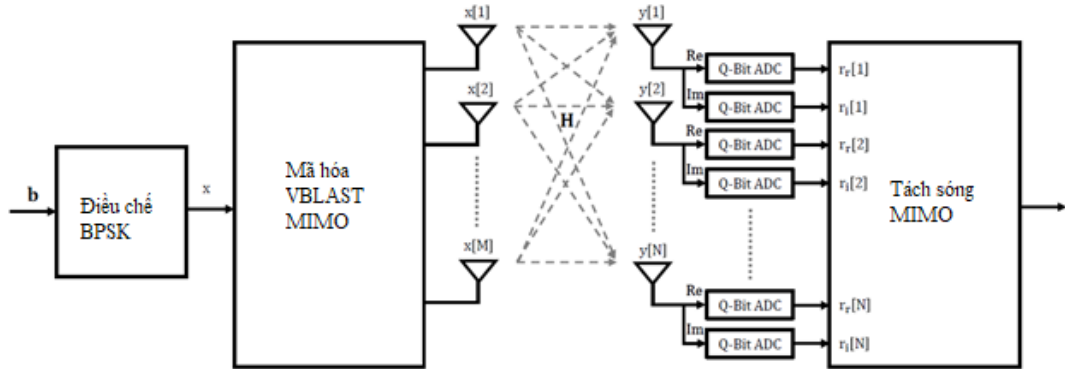 b
Điều chế
BPSK
x
Mã hóa
VBLAST
MIMO
x[1]
x[2]
x[M]
H
y[1]
y[2]
y[N]
Re
Q-Bit ADC
r_r[1]
Im
Q-Bit ADC
r_i[1]
Re
Q-Bit ADC
r_r[2]
Im
Q-Bit ADC
r_i[2]
Re
Q-Bit ADC
r_r[N]
Im
Q-Bit ADC
r_i[N]
Tách sóng
MIMO